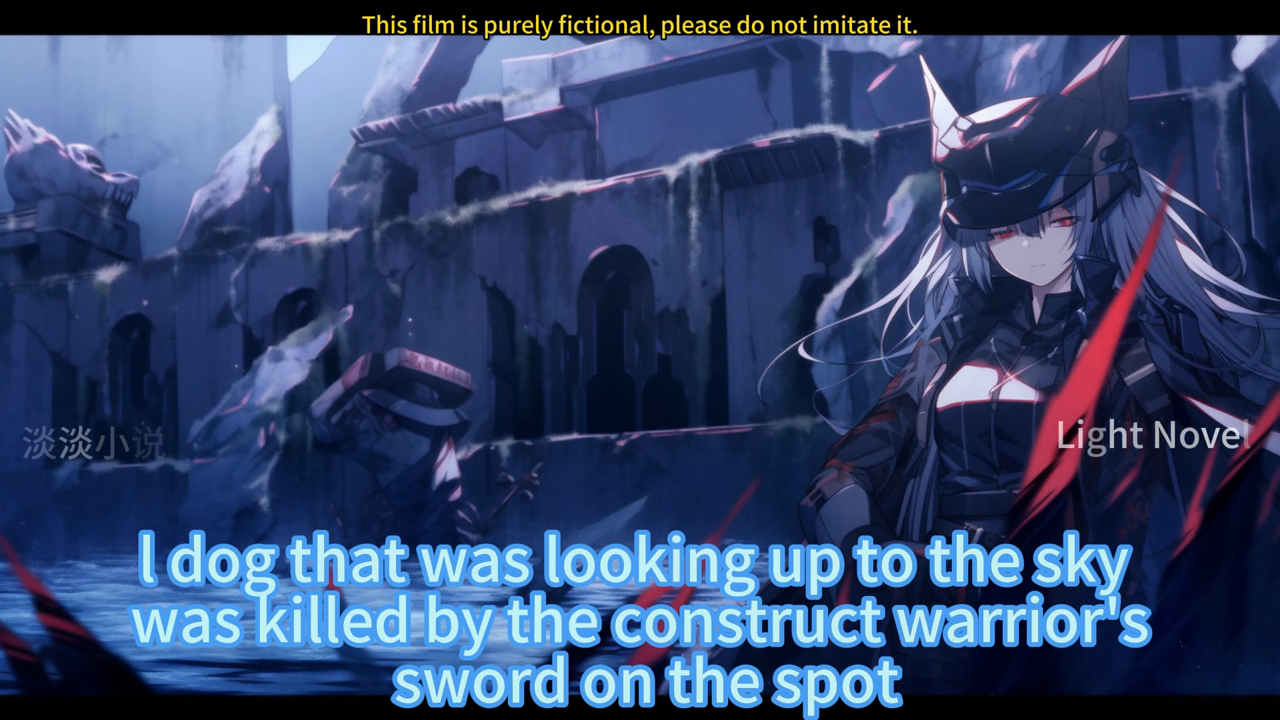 This film is purely fictional, please do not imitate it.
淡淡小说
Light Novel
l dog that was looking up to the sky
was killed by the construct warrior's
sword on the spot